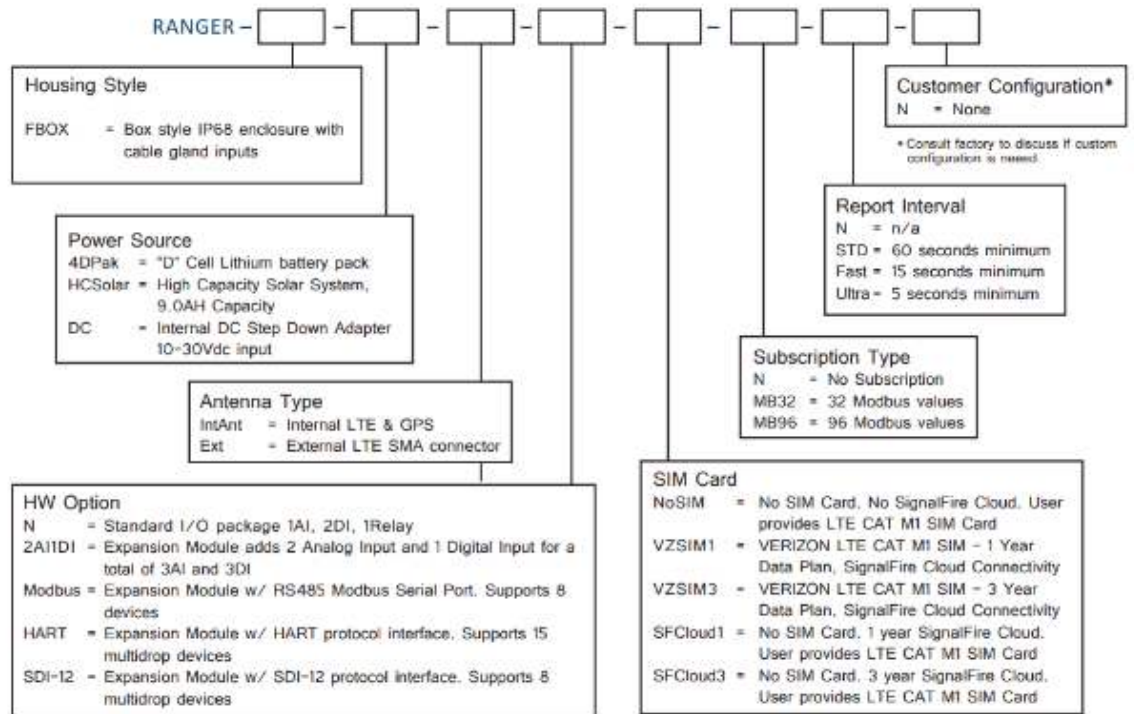 RANGER – – – – – – – –
Housing Style
FBOX = Box style IP68 enclosure with
cable gland inputs
Customer Configuration*
N = None
* Consult factory to discuss if custom
configuration is neeed.
Power Source
4DPak = "D" Cell Lithium battery pack
HCSolar = High Capacity Solar System,
9.0AH Capacity
DC = Internal DC Step Down Adapter
10-30Vdc input
Report Interval
N = n/a
STD = 60 seconds minimum
Fast = 15 seconds minimum
Ultra = 5 seconds minimum
Antenna Type
IntAnt = Internal LTE & GPS
Ext = External LTE SMA connector
Subscription Type
N = No Subscription
MB32 = 32 Modbus values
MB96 = 96 Modbus values
HW Option
N = Standard I/O package 1AI, 2DI, 1Relay
2AI1DI = Expansion Module adds 2 Analog Input and 1 Digital Input for a
total of 3AI and 3DI
Modbus = Expansion Module w/ RS485 Modbus Serial Port. Supports 8
devices
HART = Expansion Module w/ HART protocol interface. Supports 15
multidrop devices
SDI-12 = Expansion Module w/ SDI-12 protocol interface. Supports 8
multidrop devices
SIM Card
NoSIM = No SIM Card. No SignalFire Cloud. User
provides LTE CAT M1 SIM Card
VZSIM1 = VERIZON LTE CAT M1 SIM - 1 Year
Data Plan, SignalFire Cloud Connectivity
VZSIM3 = VERIZON LTE CAT M1 SIM - 3 Year
Data Plan, SignalFire Cloud Connectivity
SFCloud1 = No SIM Card. 1 year SignalFire Cloud.
User provides LTE CAT M1 SIM Card
SFCloud3 = No SIM Card. 3 year SignalFire Cloud.
User provides LTE CAT M1 SIM Card